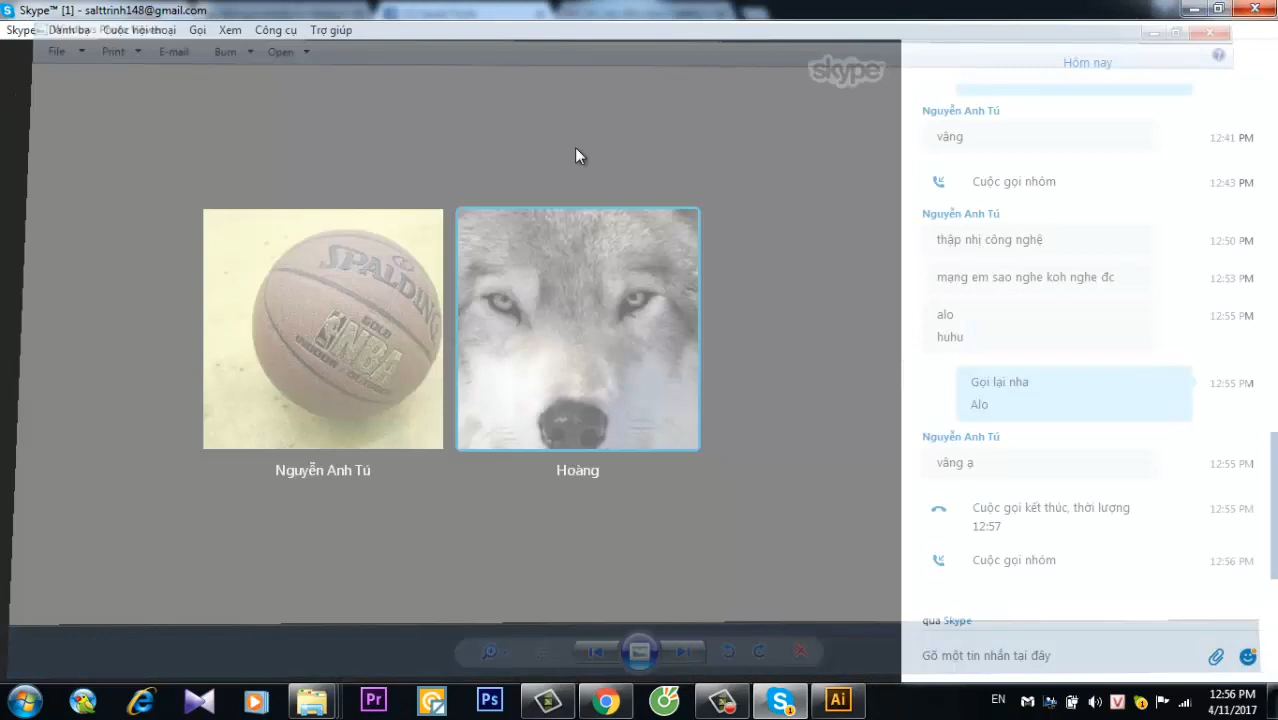 Skype™ [1] - salttrinh148@gmail.com
Skype Danh bạ Cuộc hội thoại Gọi Xem Công cụ Trợ giúp
File Print E-mail Burn Open
skype
Hôm nay
Nguyễn Anh Tú
vâng 12:41 PM
Cuộc gọi nhóm 12:43 PM
Nguyễn Anh Tú
thập nhị công nghệ 12:50 PM
mạng em sao nghe koh nghe đc 12:53 PM
alo 12:55 PM
huhu
Gọi lại nha 12:55 PM
Alo
Nguyễn Anh Tú
vâng ạ 12:55 PM
Cuộc gọi kết thúc, thời lượng 12:55 PM
12:57
Cuộc gọi nhóm 12:56 PM
qua Skype
Gõ một tin nhắn tại đây
SPALDING
GOLD
NBA
INDOOR - OUTDOOR
Nguyễn Anh Tú
Hoàng
Pr
Ps
Ai
EN
12:56 PM
4/11/2017